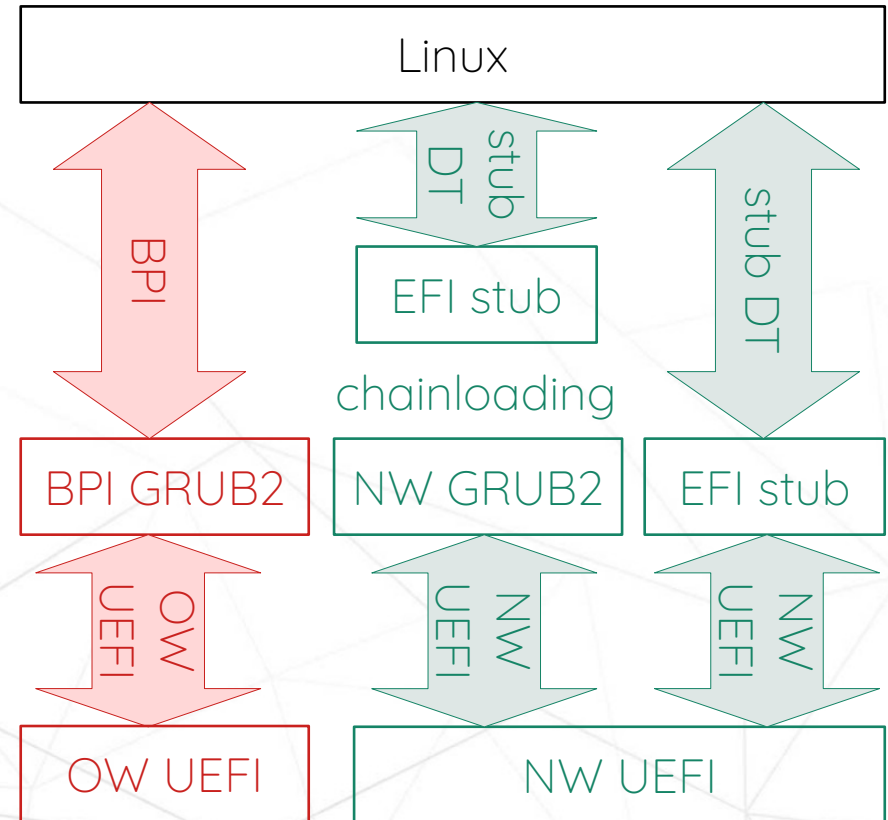 Linux
BPI
stub
DT
stub DT
EFI stub
chainloading
BPI GRUB2
NW GRUB2
EFI stub
OW
UEFI
NW
UEFI
NW
UEFI
OW UEFI
NW UEFI